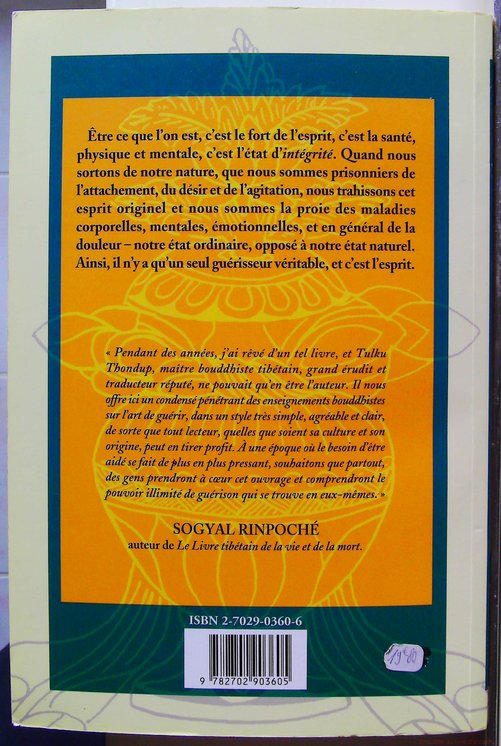 Être ce que l'on est, c'est le fort de l'esprit, c'est la santé,
physique et mentale, c'est l'état d'intégrité. Quand nous
sortons de notre nature, que nous sommes prisonniers de
l'attachement, du désir et de l'agitation, nous trahissons cet
esprit originel et nous sommes la proie des maladies
corporelles, mentales, émotionnelles, et en général de la
douleur – notre état ordinaire, opposé à notre état naturel.
Ainsi, il n'y a qu'un seul guérisseur véritable, et c'est l'esprit.
« Pendant des années, j'ai rêvé d'un tel livre, et Tulku
Thondup, maître bouddhiste tibétain, grand érudit et
traducteur réputé, ne pouvait qu'en être l'auteur. Il nous
offre ici un condensé pénétrant des enseignements bouddhistes
sur l'art de guérir, dans un style très simple, agréable et clair,
de sorte que tout lecteur, quelles que soient sa culture et son
origine, peut en tirer profit. À une époque où le besoin d'être
aidé se fait de plus en plus pressant, souhaitons que partout,
des gens prendront à cœur cet ouvrage et comprendront le
pouvoir illimité de guérison qui se trouve en eux-mêmes. »
SOGYAL RINPOCHÉ
auteur de Le Livre tibétain de la vie et de la mort.
ISBN 2-7029-0360-6
9 782702 903605
19€80